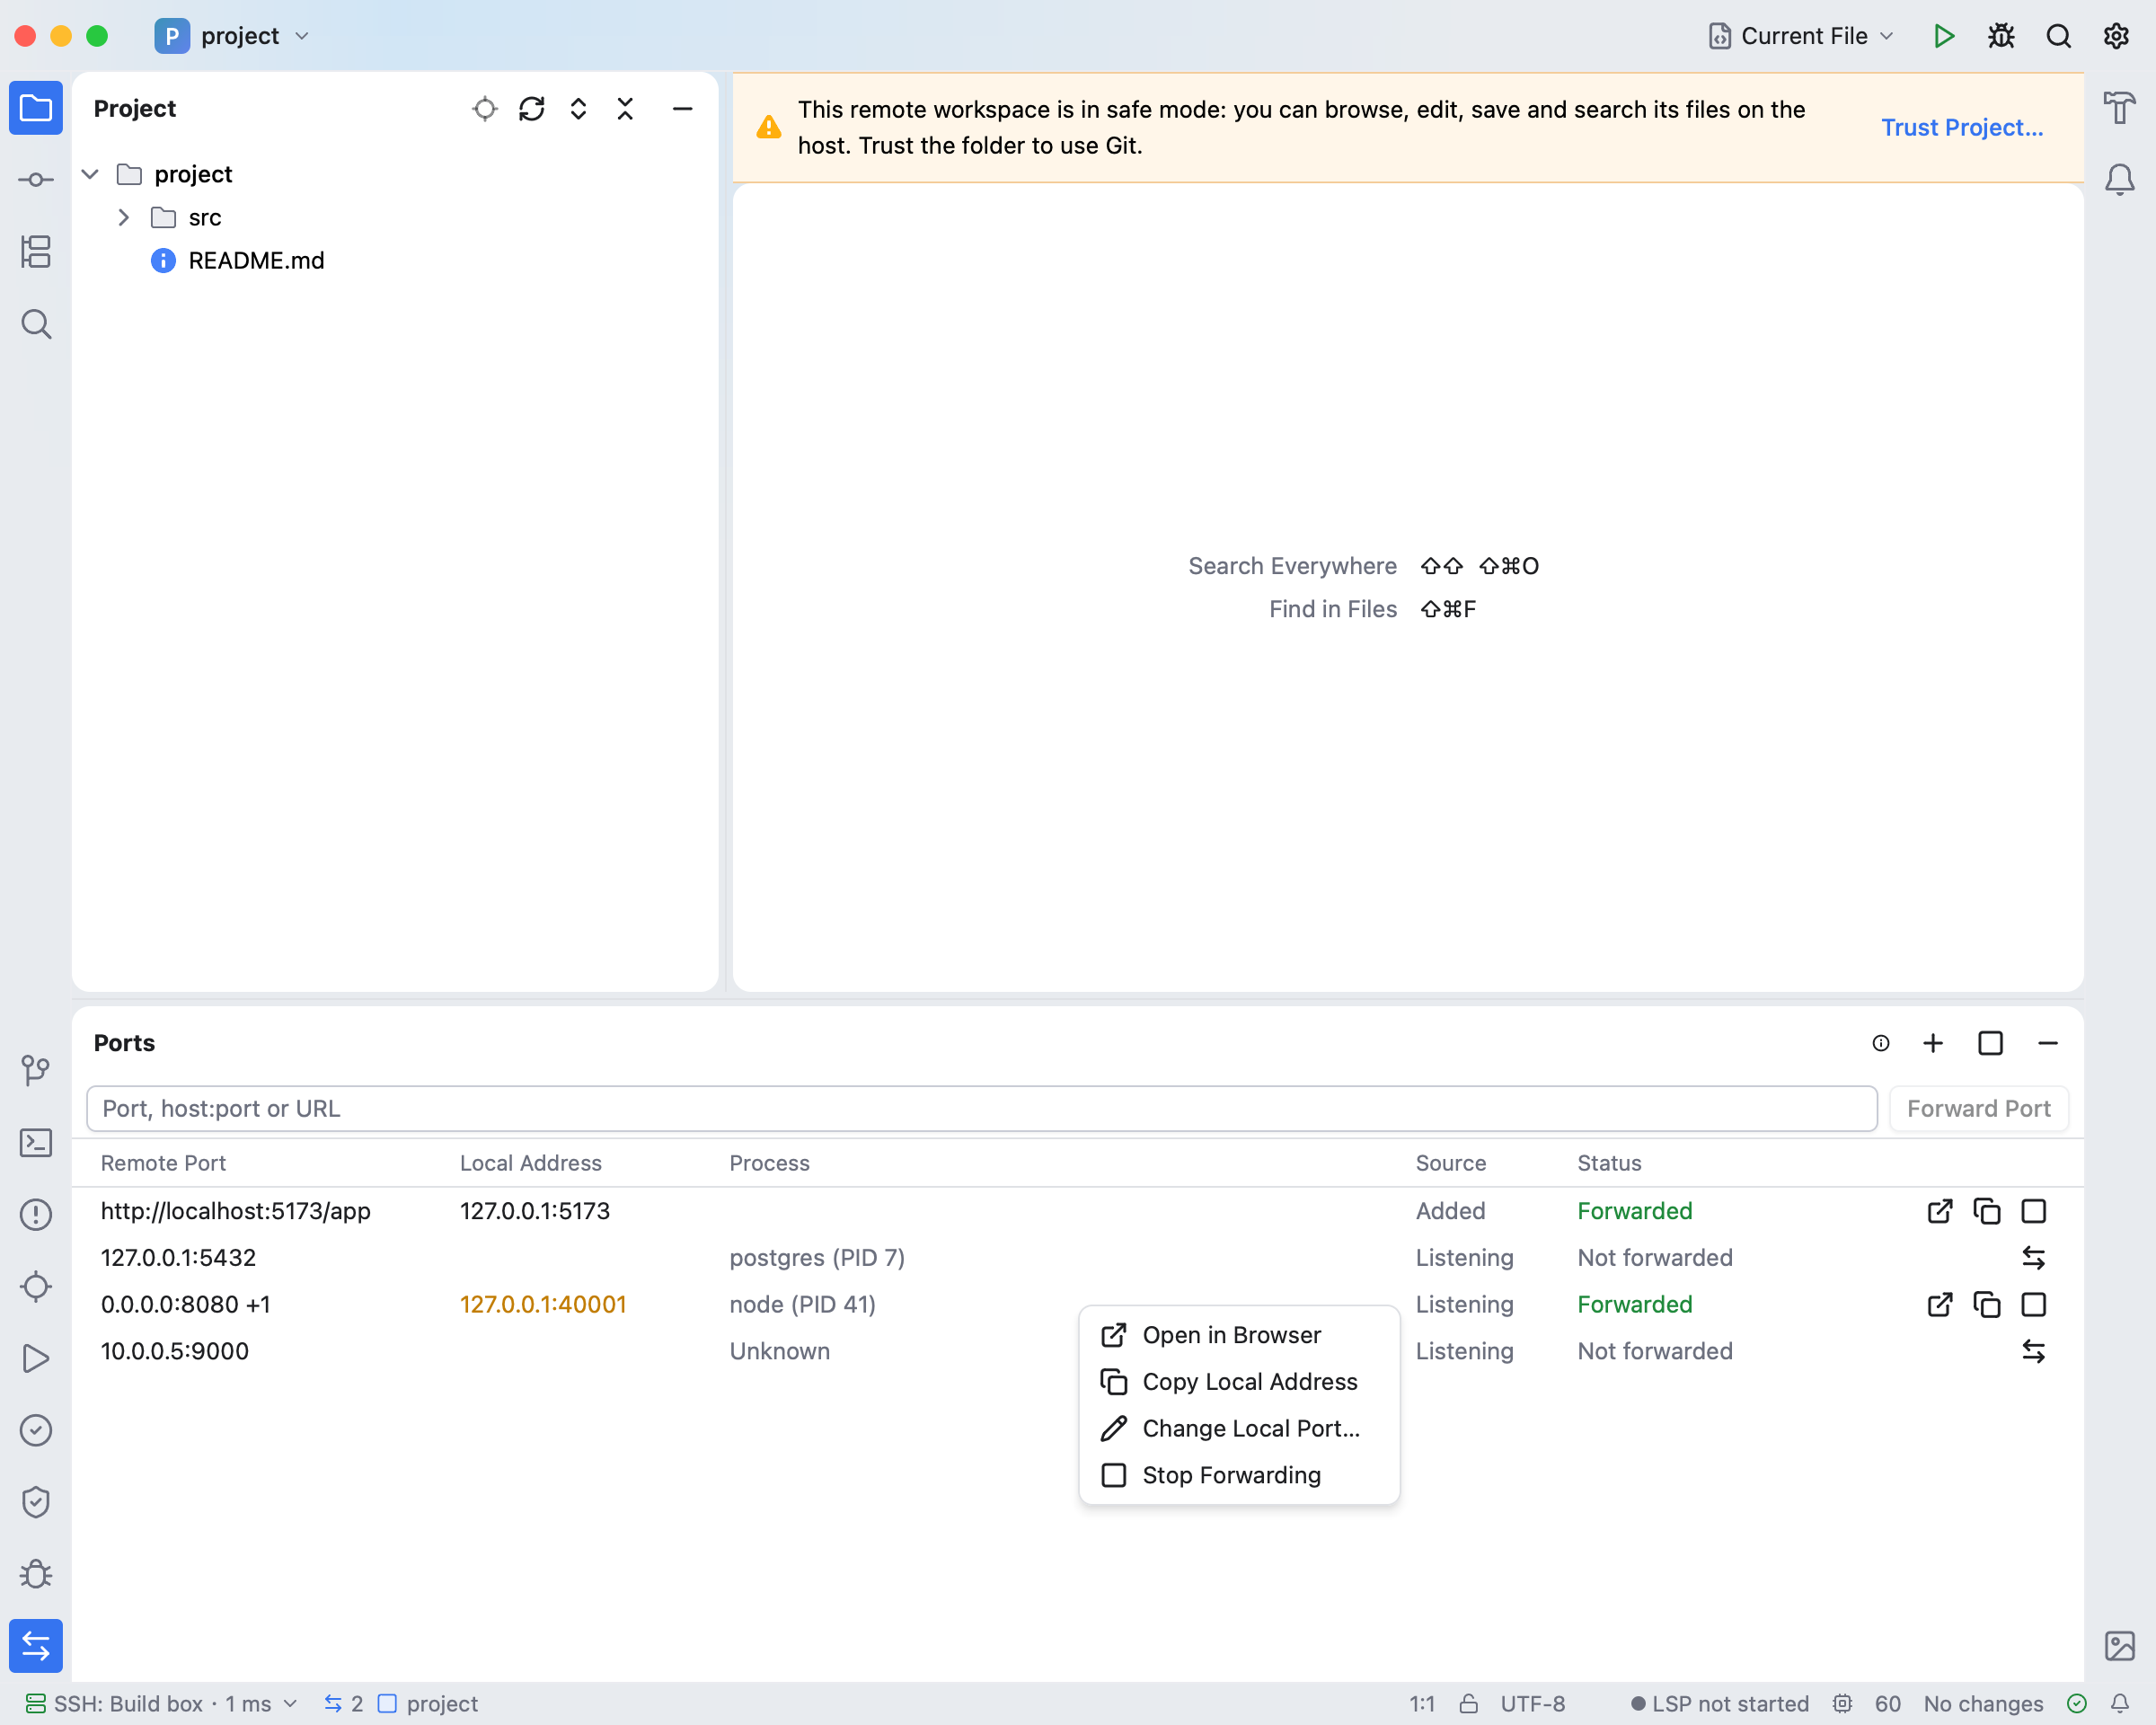 P project
Current File
Project
project
src
README.md
This remote workspace is in safe mode: you can browse, edit, save and search its files on the
host. Trust the folder to use Git.
Trust Project...
Search Everywhere ⇧⇧ ⇧⌘O
Find in Files ⇧⌘F
Ports
Port, host:port or URL
Forward Port
Remote Port Local Address Process Source Status
http://localhost:5173/app 127.0.0.1:5173 Added Forwarded
127.0.0.1:5432 postgres (PID 7) Listening Not forwarded
0.0.0.0:8080 +1 127.0.0.1:40001 node (PID 41) Listening Forwarded
10.0.0.5:9000 Unknown Listening Not forwarded
Open in Browser
Copy Local Address
Change Local Port...
Stop Forwarding
SSH: Build box · 1 ms 2 project 1:1 UTF-8 LSP not started 60 No changes